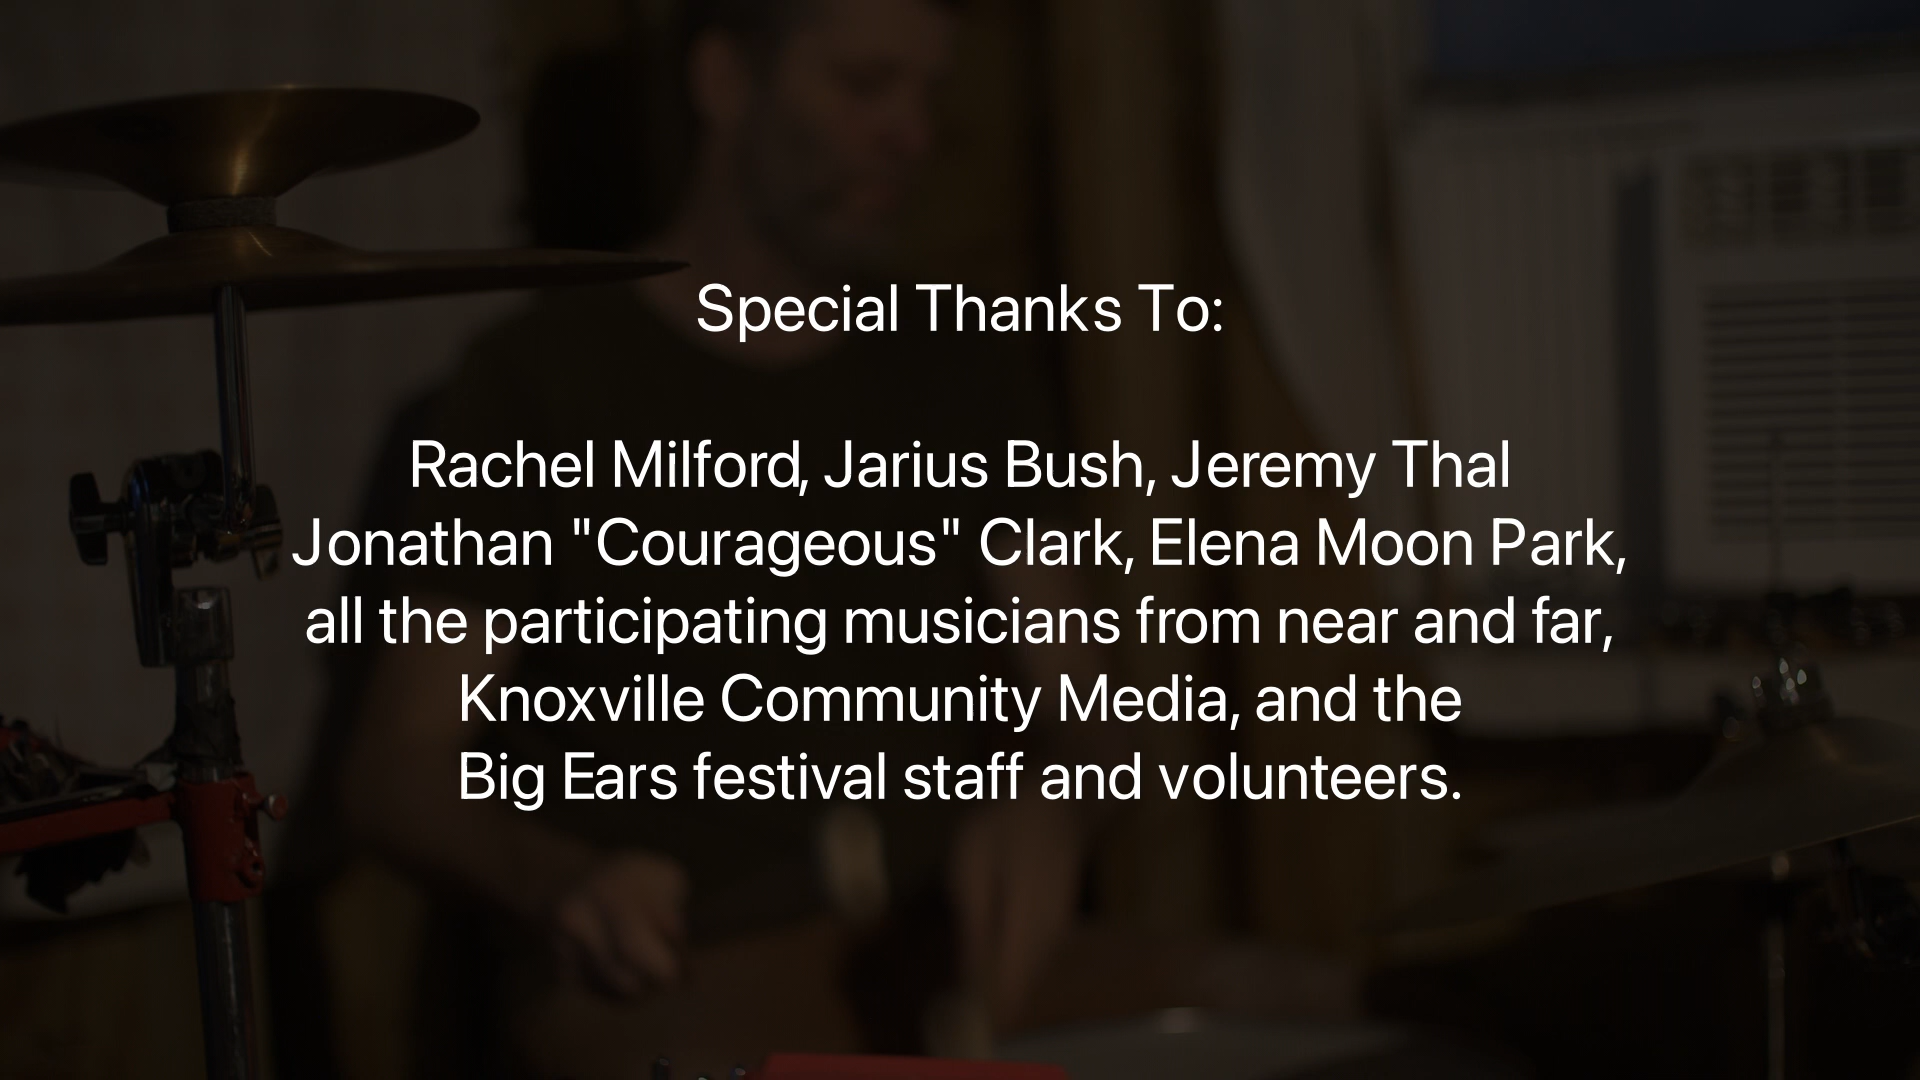 Special Thanks To:
Rachel Milford, Jarius Bush, Jeremy Thal
Jonathan "Courageous" Clark, Elena Moon Park,
all the participating musicians from near and far,
Knoxville Community Media, and the
Big Ears festival staff and volunteers.